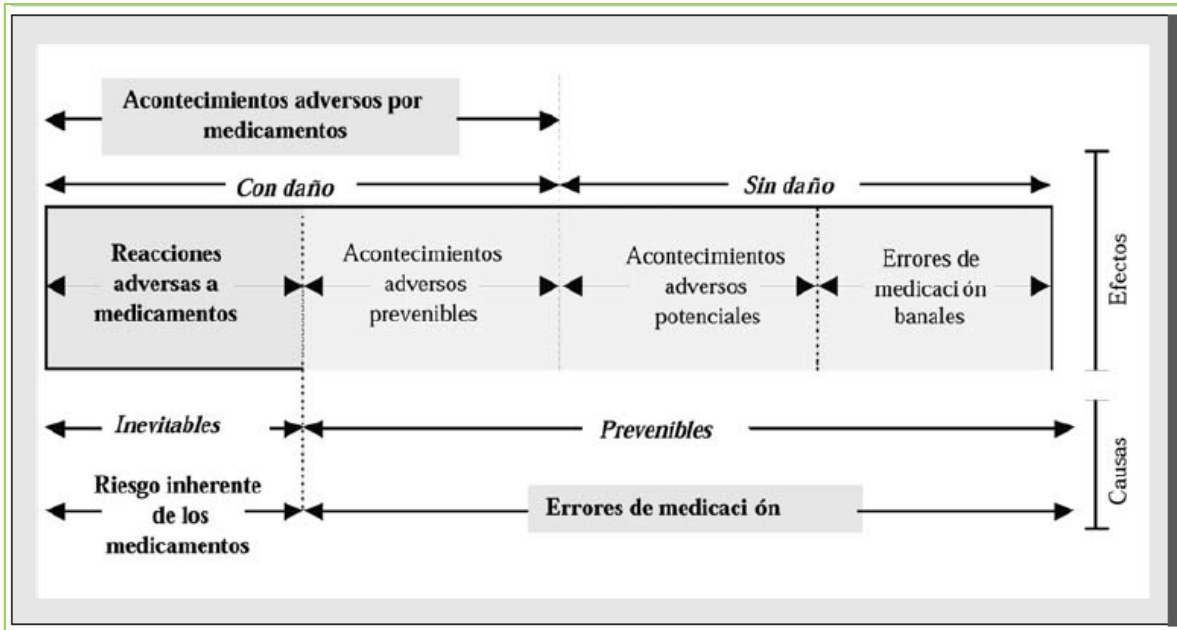 Acontecimientos adversos por
medicamentos
Con daño
Sin daño
Reacciones
adversas a
medicamentos
Acontecimientos
adversos
prevenibles
Acontecimientos
adversos
potenciales
Errores de
medicaci ón
banales
Efectos
Inevitables
Prevenibles
Riesgo inherente
de los
medicamentos
Errores de medicaci ón
Causas